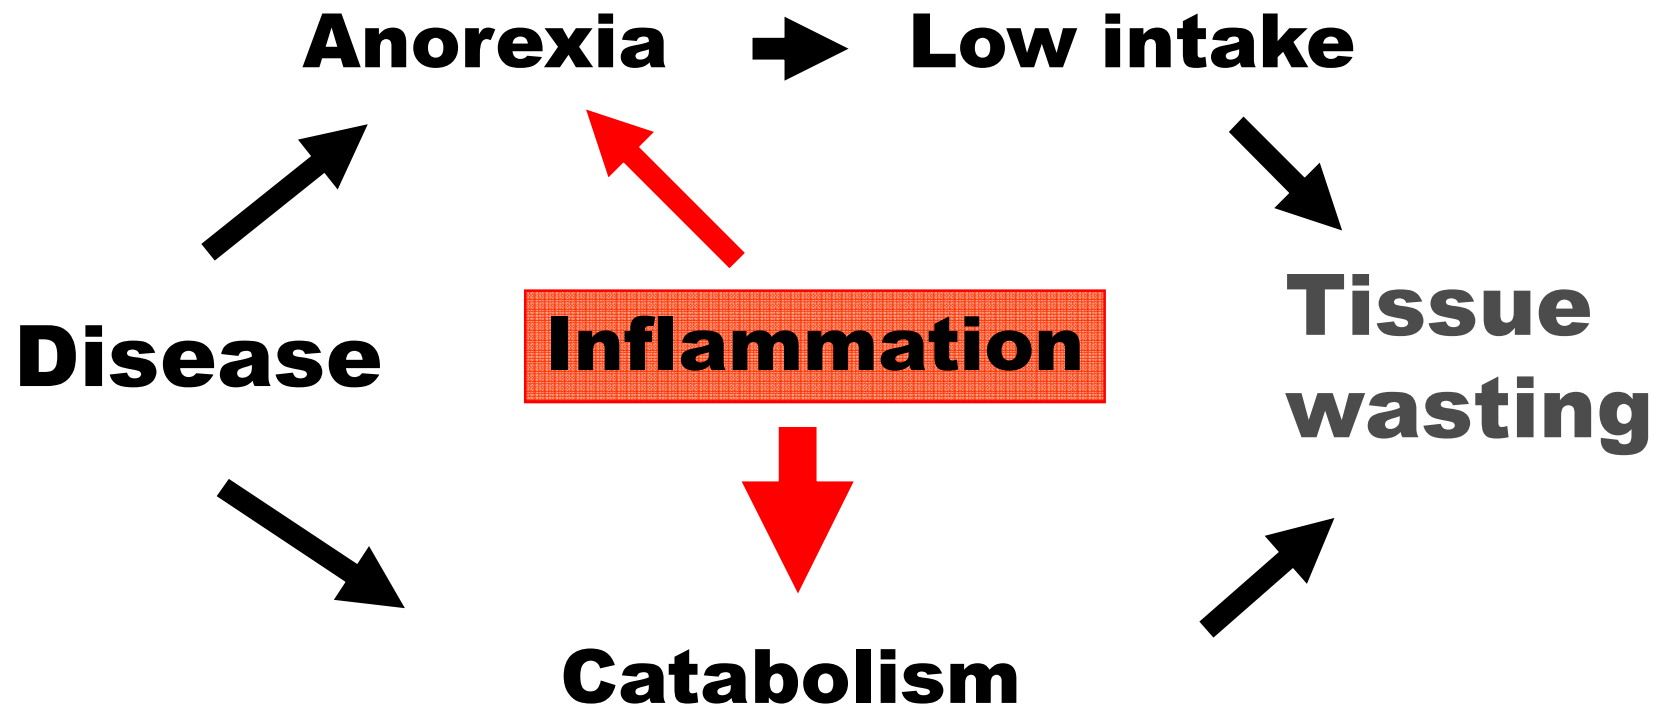 Anorexia
Low intake
Disease
Inflammation
Tissue
wasting
Catabolism